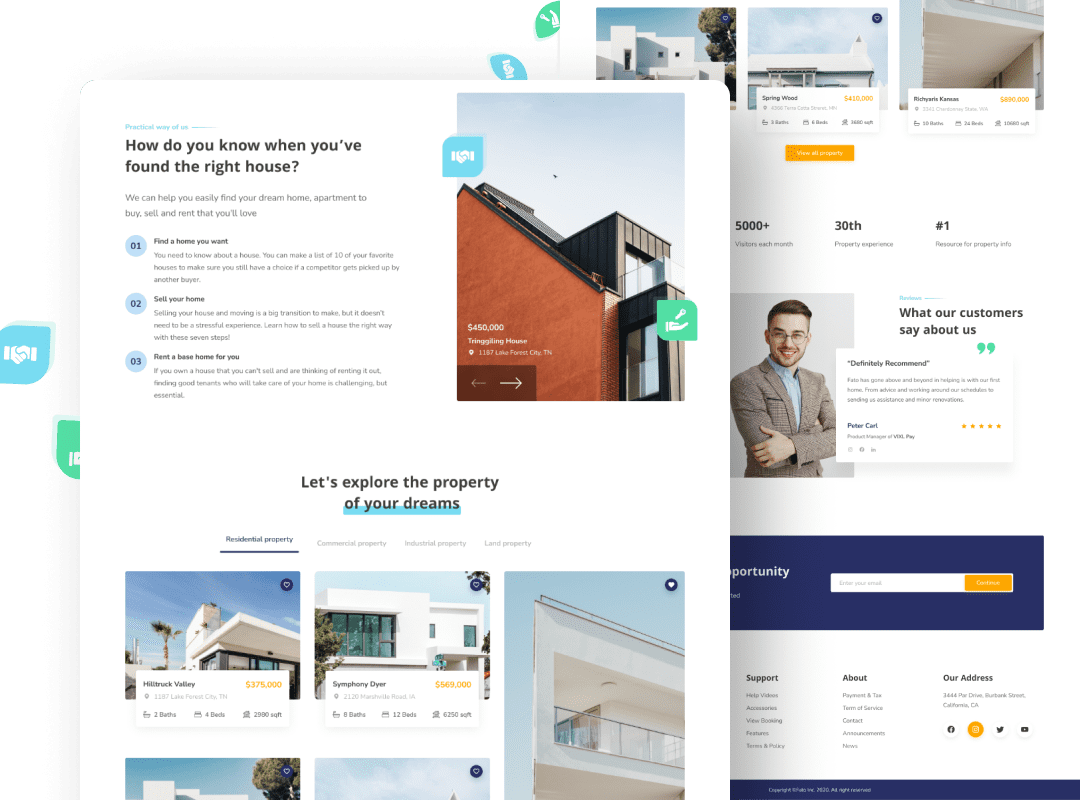 Practical way of us
How do you know when you've
found the right house?
We can help you easily find your dream home, apartment to
buy, sell and rent that you'll love
01
Find a home you want
You need to know about a house. You can make a list of 10 of your favorite
houses to make sure you still have a choice if a competitor gets picked up by
another buyer.
02
Sell your home
Selling your house and moving is a big transition to make, but it doesn't
need to be a stressful experience. Learn how to sell a house the right way
with these seven steps!
03
Rent a base home for you
If you own a house that you can't sell and are thinking of renting it out,
finding good tenants who will take care of your home is challenging, but
essential.
$450,000
Tringgiling House
1187 Lake Forest City, TN
Let's explore the property
of your dreams
Residential property
Commercial property
Industrial property
Land property
Hilltruck Valley
$375,000
1187 Lake Forest City, TN
2 Baths
4 Beds
2980 sqft
Symphony Dyer
$569,000
2120 Marshville Road, IA
8 Baths
12 Beds
6250 sqft
Spring Wood
$410,000
3 Baths
6 Beds
3680 sqft
Richyaris Kansas
$890,000
10 Baths
24 Beds
10680 sqft
View all property
5000+
Visitors each month
30th
Property experience
#1
Resource for property info
Reviews
What our customers
say about us
"Definitely Recommend"
Fato has gone above and beyond in helping is with our first
home. From advice and working around our schedules to
sending us assistance and minor renovations.
Peter Carl
Product Manager of VIXL Pay
portunity
ted
Enter your email
Continue
Support
Help Videos
Accessories
View Booking
Features
Terms & Policy
About
Payment & Tax
Term of Service
Contact
Announcements
News
Our Address
3444 Par Drive, Burbank Street,
California, CA
Copyright ©Fato Inc. 2020. All right reserved